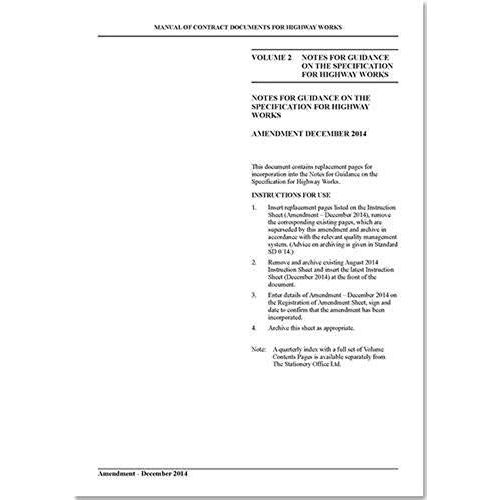 MANUAL OF CONTRACT DOCUMENTS FOR HIGHWAY WORKS
VOLUME 2 NOTES FOR GUIDANCE
ON THE SPECIFICATION
FOR HIGHWAY WORKS
NOTES FOR GUIDANCE ON THE
SPECIFICATION FOR HIGHWAY
WORKS
AMENDMENT DECEMBER 2014
This document contains replacement pages for
incorporation into the Notes for Guidance on the
Specification for Highway Works.
INSTRUCTIONS FOR USE
1. Insert replacement pages listed on the Instruction
Sheet (Amendment – December 2014), remove
the corresponding existing pages, which are
superseded by this amendment and archive in
accordance with the relevant quality management
system. (Advice on archiving is given in Standard
SD 0/14.)
2. Remove and archive existing August 2014
Instruction Sheet and insert the latest Instruction
Sheet (December 2014) at the front of the
document.
3. Enter details of Amendment – December 2014 on
the Registration of Amendment Sheet, sign and
date to confirm that the amendment has been
incorporated.
4. Archive this sheet as appropriate.
Note: A quarterly index with a full set of Volume
Contents Pages is available separately from
The Stationery Office Ltd.
Amendment - December 2014